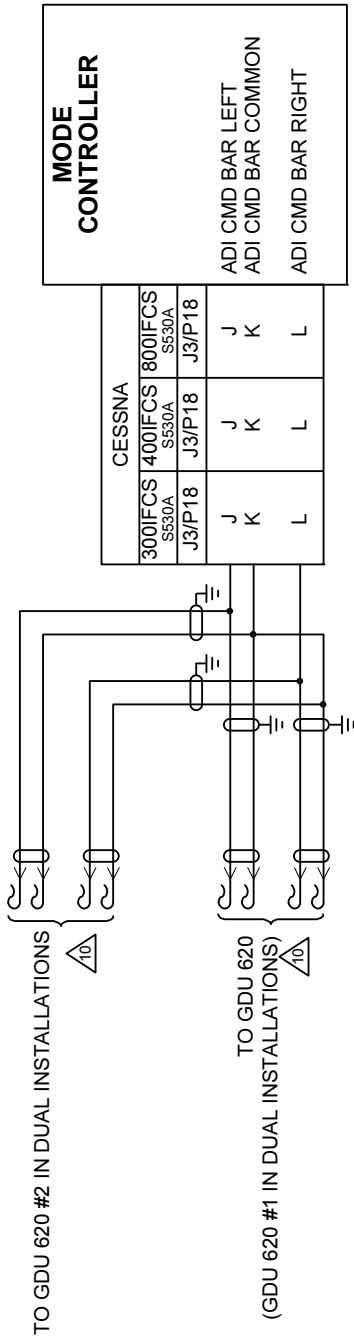 MODE
CONTROLLER
CESSNA
300IFCS 400IFCS 800IFCS
S530A S530A S530A
J3/P18 J3/P18 J3/P18
J J J ADI CMD BAR LEFT
K K K ADI CMD BAR COMMON
L L L ADI CMD BAR RIGHT
TO GDU 620 #2 IN DUAL INSTALLATIONS
10
TO GDU 620
(GDU 620 #1 IN DUAL INSTALLATIONS)
10